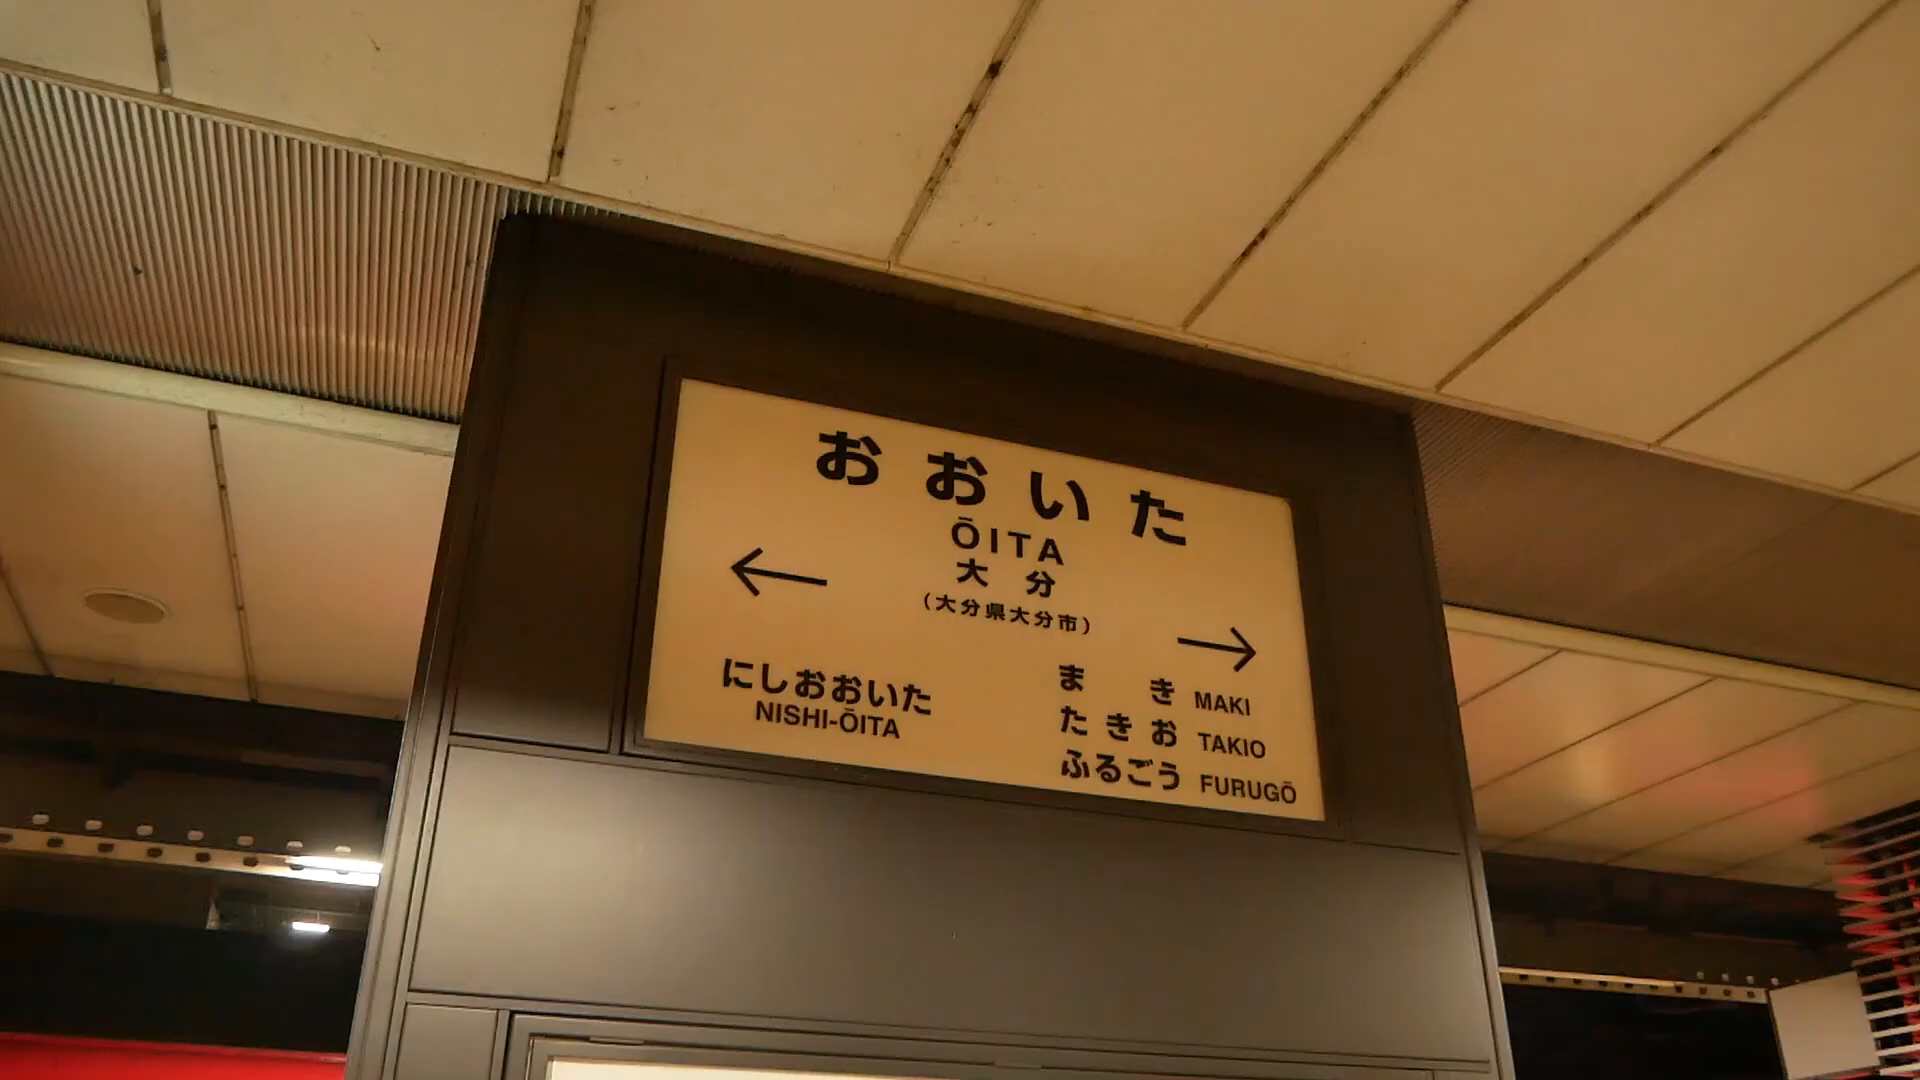 おおいた
ŌITA
大分
（大分県大分市）
← →
にしおおいた
NISHI-ŌITA
まき MAKI
たきお TAKIO
ふるごう FURUGŌ